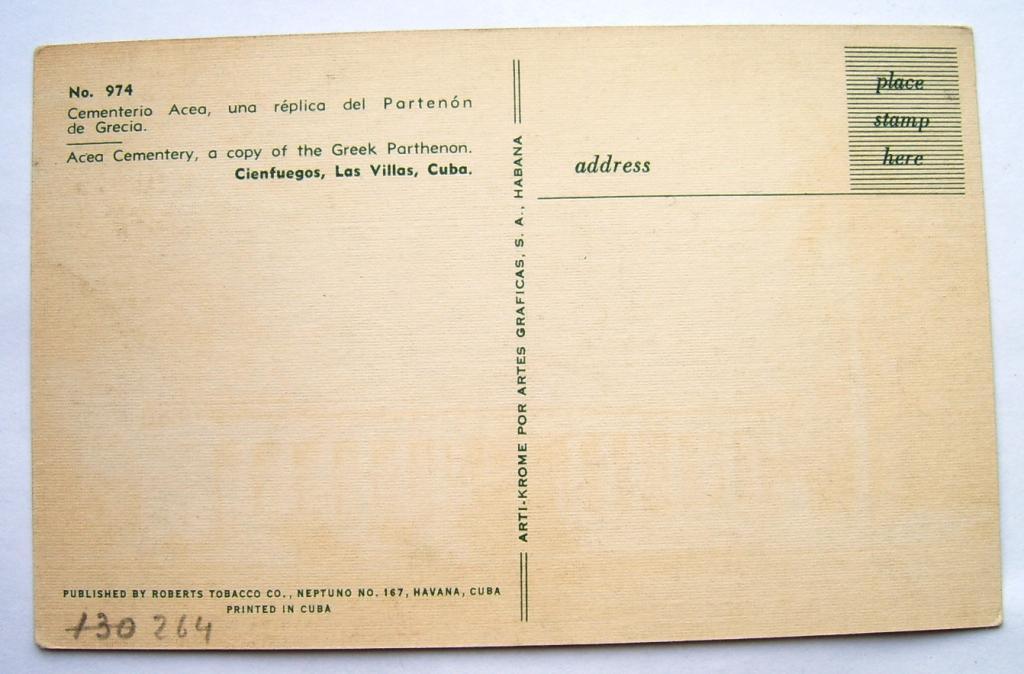 No. 974
Cementerio Acea, una réplica del Partenón
de Grecia.
Acea Cementery, a copy of the Greek Parthenon.
Cienfuegos, Las Villas, Cuba.
PUBLISHED BY ROBERTS TOBACCO CO., NEPTUNO NO. 167, HAVANA, CUBA
PRINTED IN CUBA
130 264
ARTI-KROME POR ARTES GRAFICAS, S. A., HABANA
place
stamp
here
address